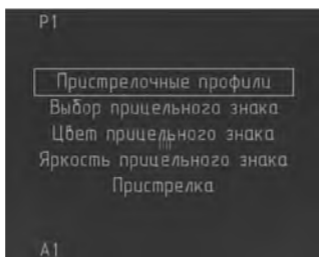 P1
Пристрелочные профили
Выбор прицельного знака
Цвет прицельного знака
Яркость прицельного знака
Пристрелка
A1